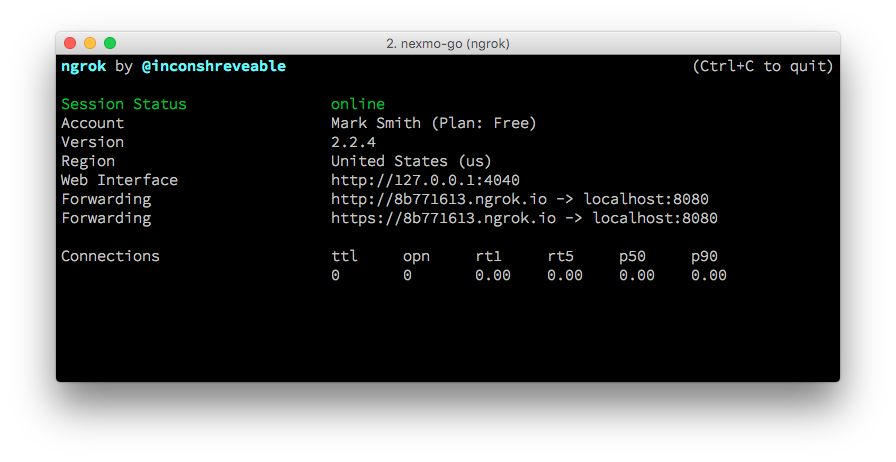 2. nexmo-go (ngrok)
ngrok by @inconshreveable (Ctrl+C to quit)
Session Status online
Account Mark Smith (Plan: Free)
Version 2.2.4
Region United States (us)
Web Interface http://127.0.0.1:4040
Forwarding http://8b771613.ngrok.io -> localhost:8080
Forwarding https://8b771613.ngrok.io -> localhost:8080
Connections ttl opn rt1 rt5 p50 p90
0 0 0.00 0.00 0.00 0.00